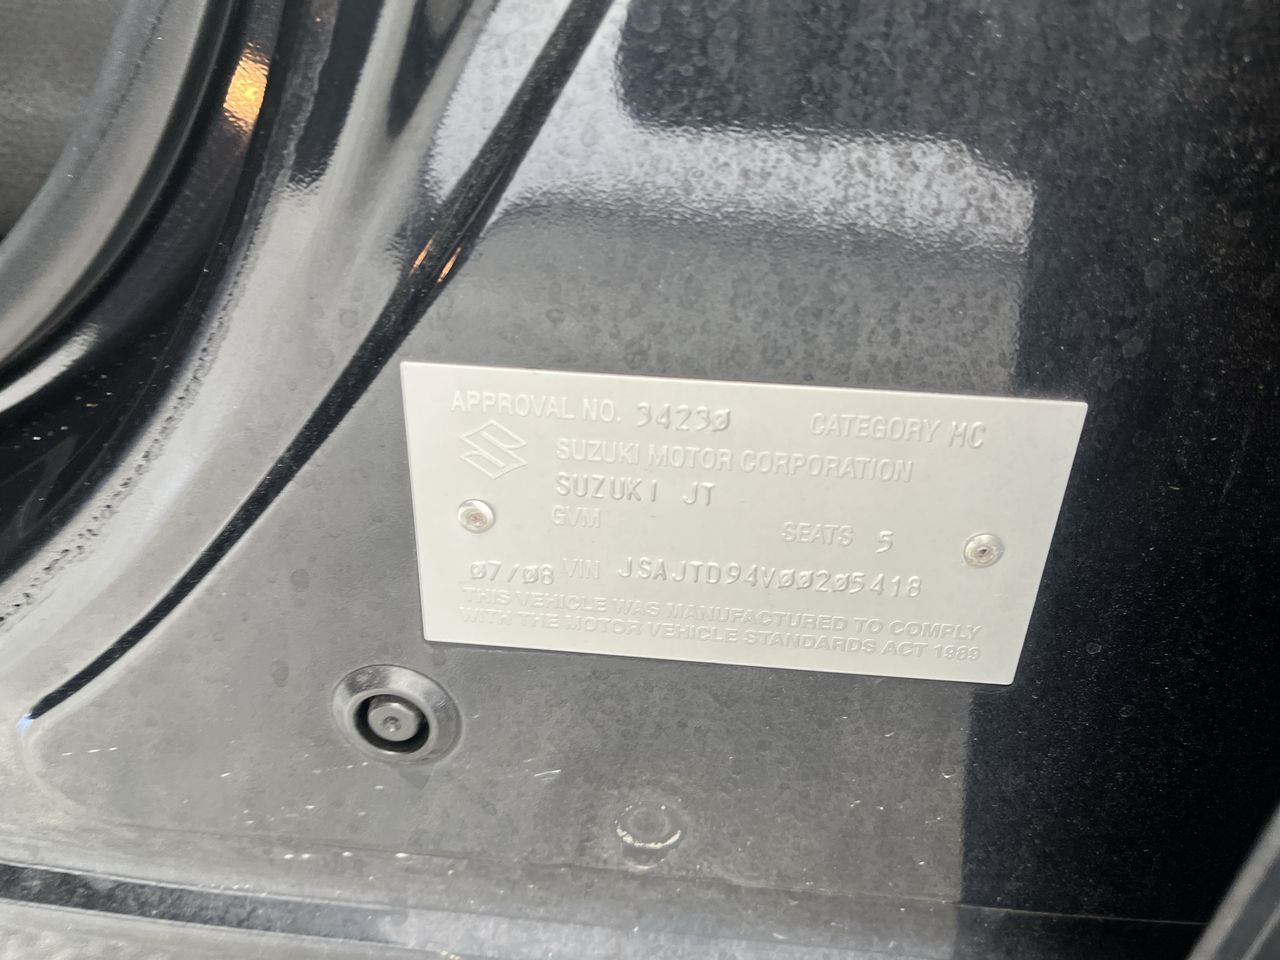 APPROVAL NO. 34230 CATEGORY MC
SUZUKI MOTOR CORPORATION
SUZUKI JT
GVM SEATS 5
07/08 VIN JSAJTD94V00205418
THIS VEHICLE WAS MANUFACTURED TO COMPLY
WITH THE MOTOR VEHICLE STANDARDS ACT 1989